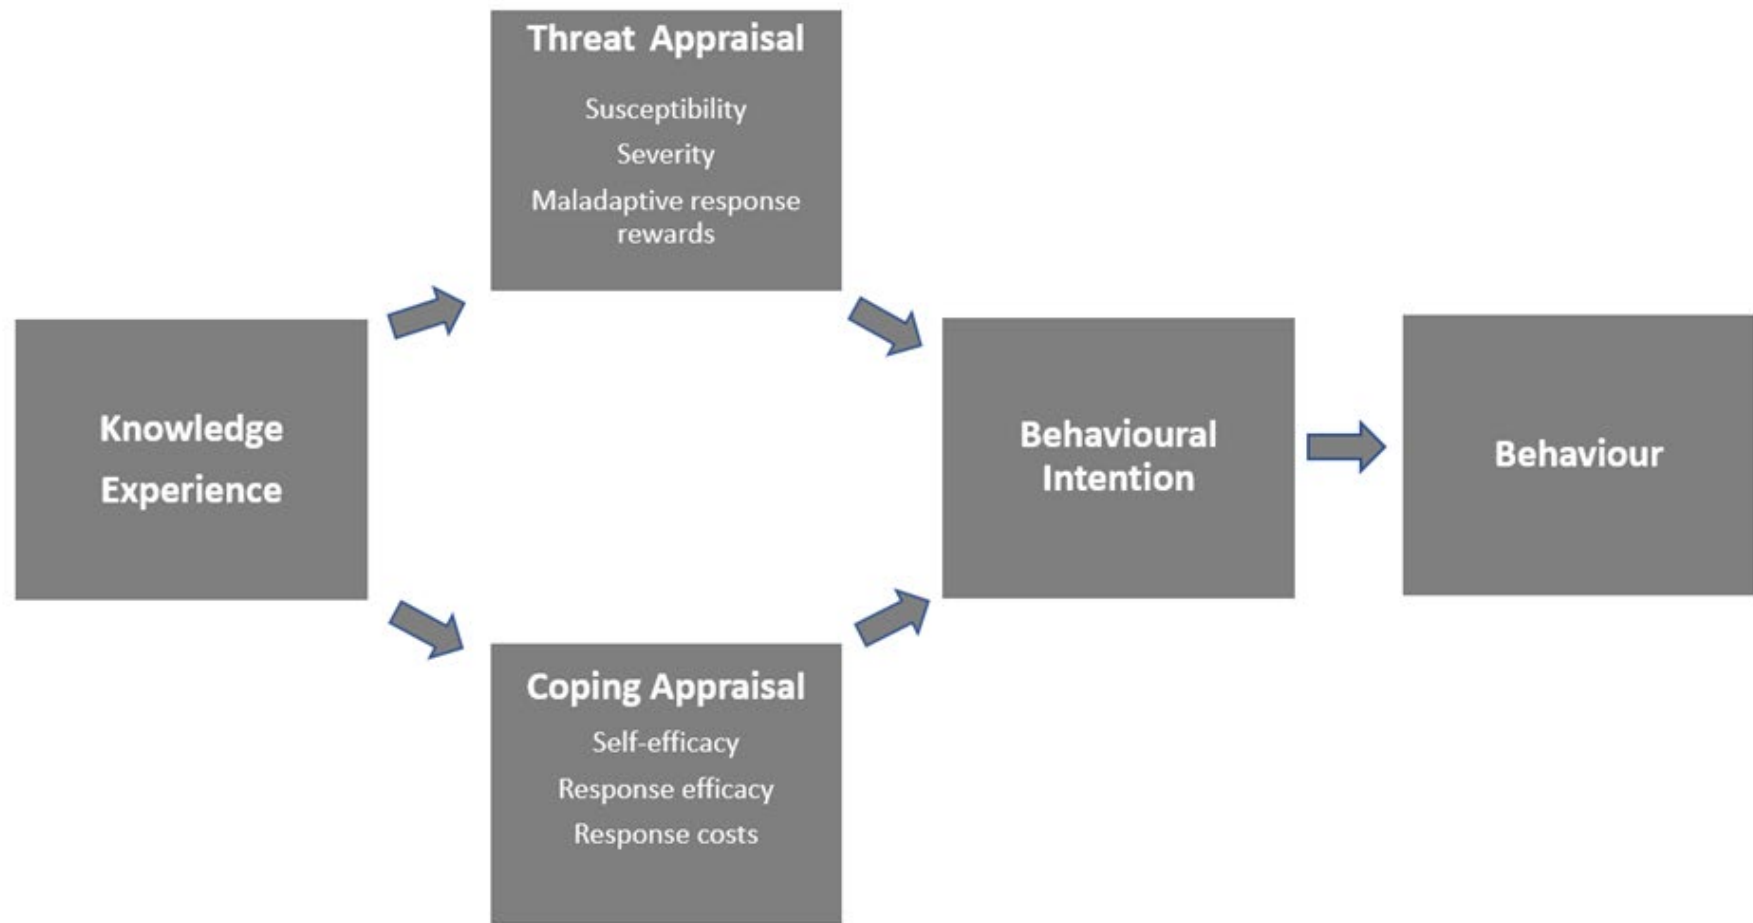 Threat Appraisal
Susceptibility
Severity
Maladaptive response
rewards
Knowledge
Experience
Behavioural
Intention
Behaviour
Coping Appraisal
Self-efficacy
Response efficacy
Response costs